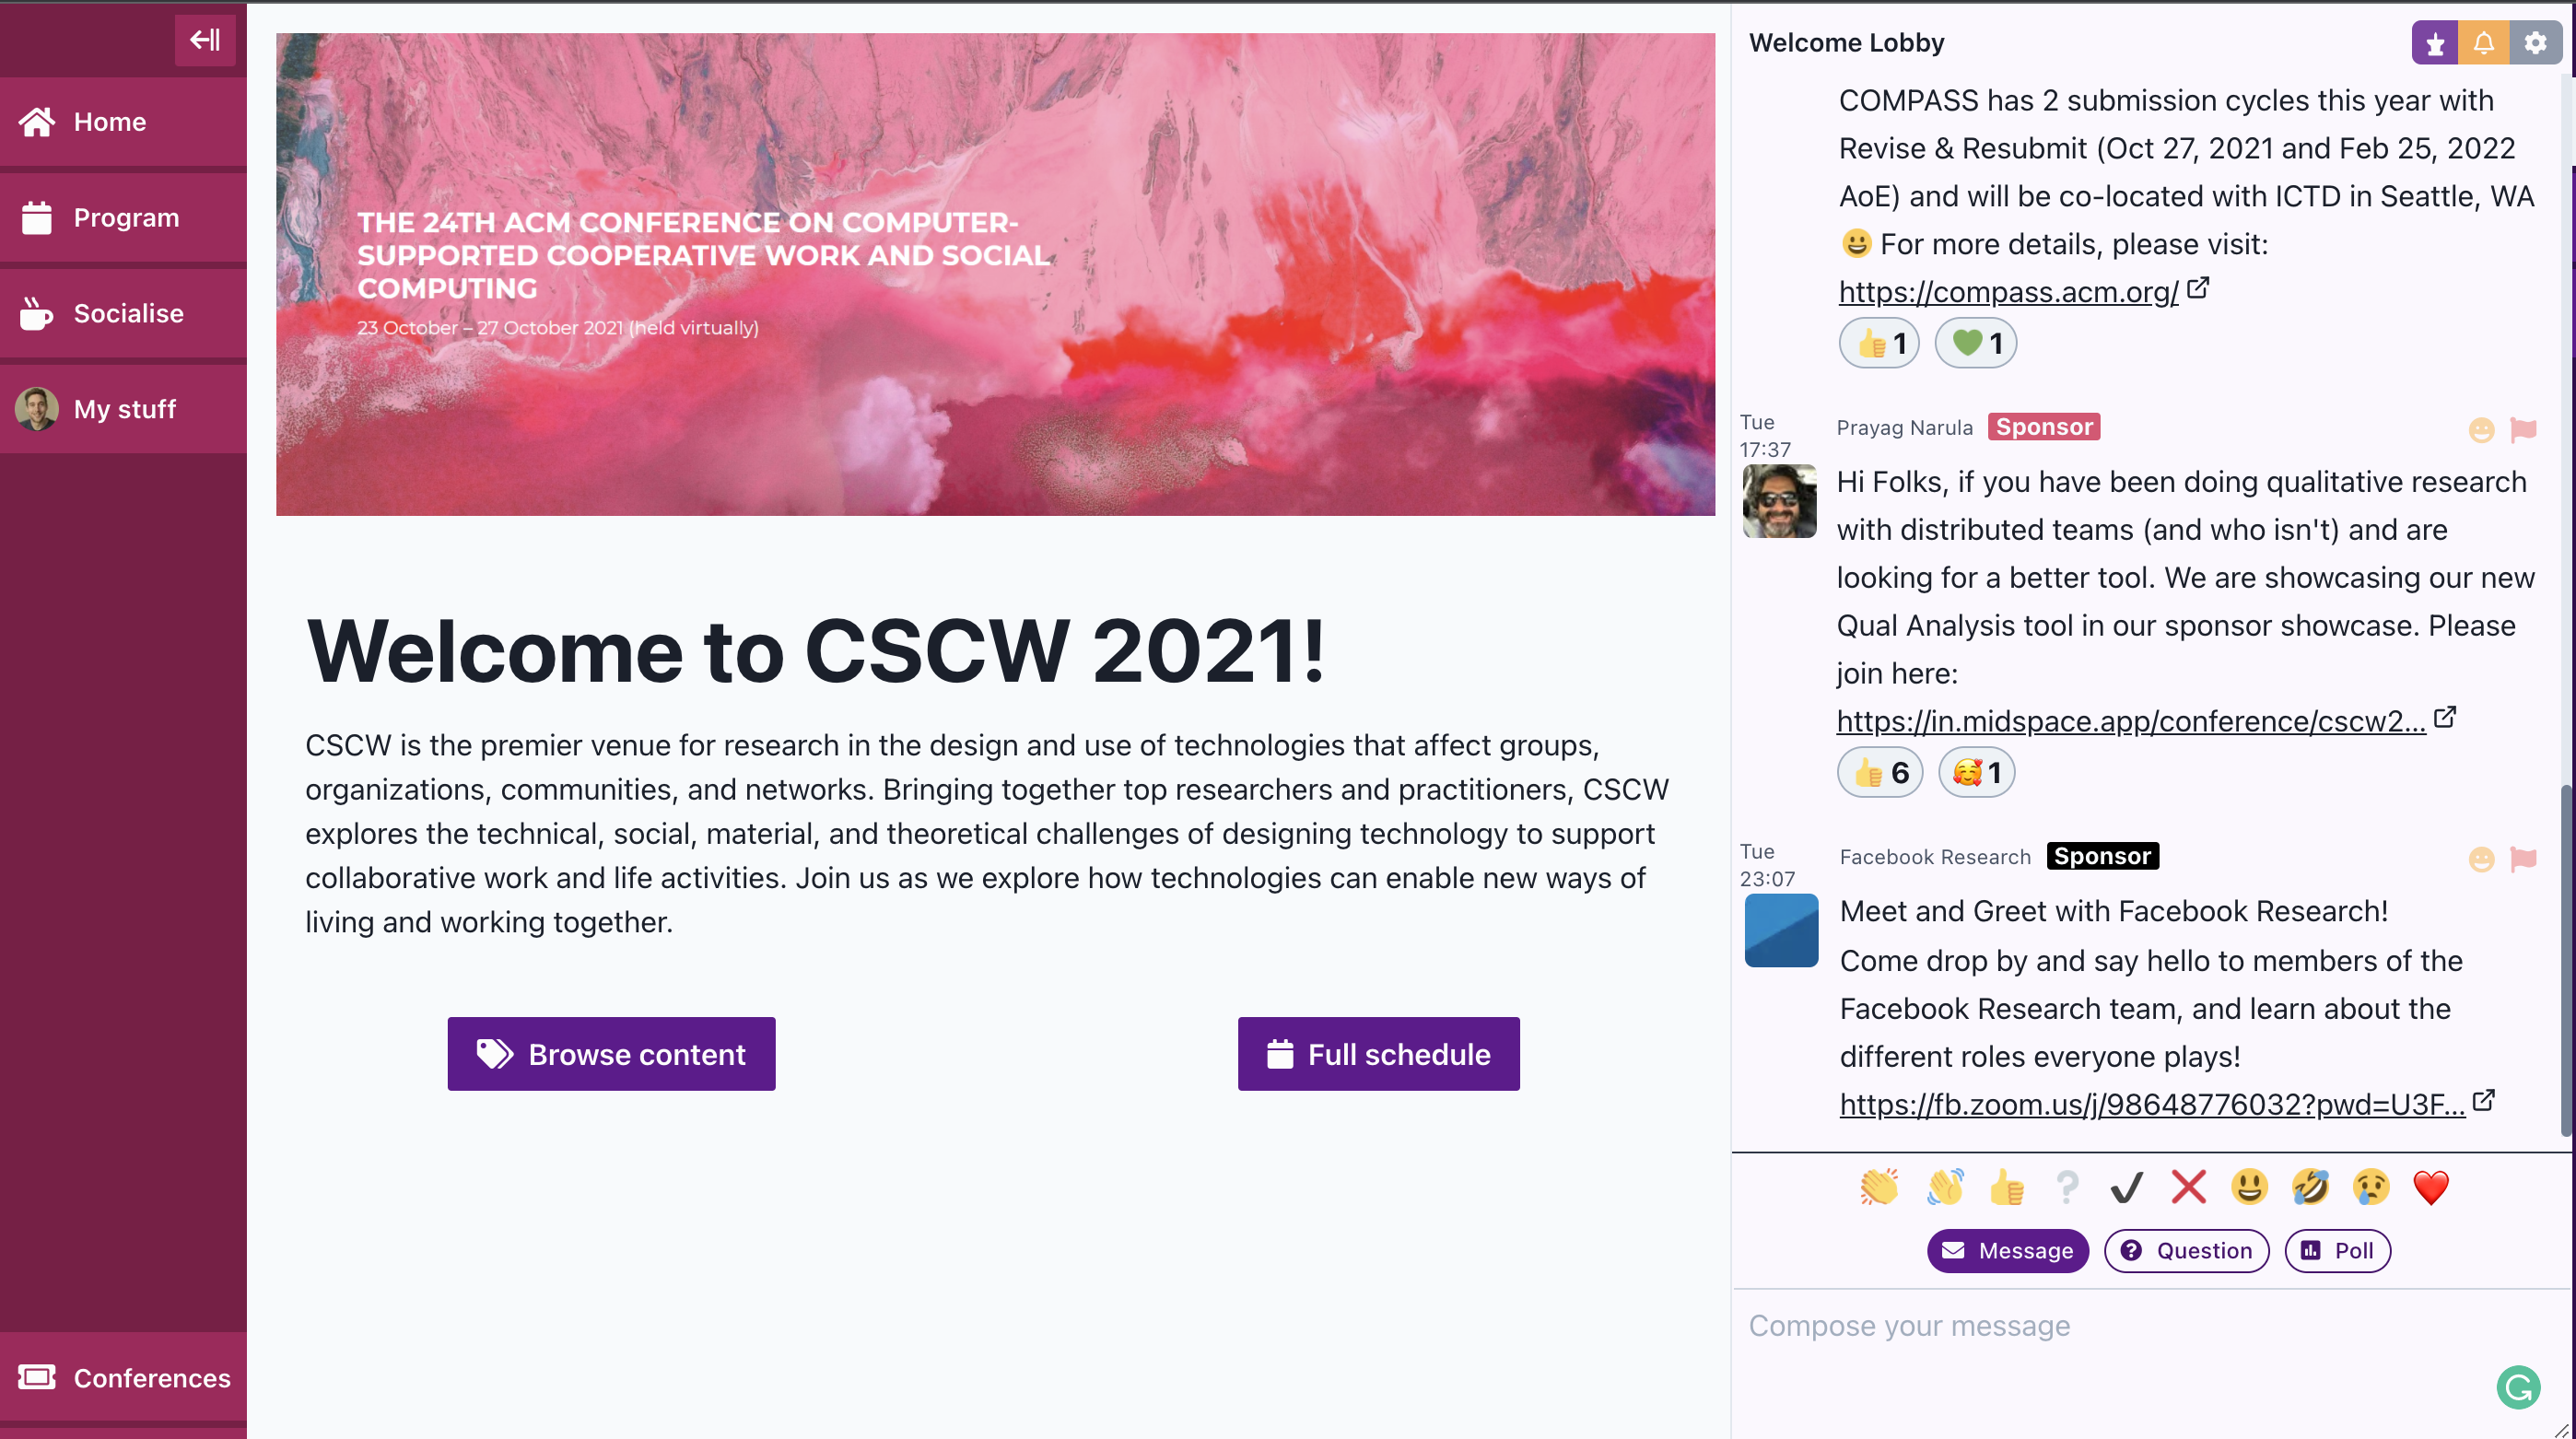 Home
Program
Socialise
My stuff
Conferences
THE 24TH ACM CONFERENCE ON COMPUTER-
SUPPORTED COOPERATIVE WORK AND SOCIAL
COMPUTING
23 October – 27 October 2021 (held virtually)
Welcome to CSCW 2021!
CSCW is the premier venue for research in the design and use of technologies that affect groups,
organizations, communities, and networks. Bringing together top researchers and practitioners, CSCW
explores the technical, social, material, and theoretical challenges of designing technology to support
collaborative work and life activities. Join us as we explore how technologies can enable new ways of
living and working together.
Browse content
Full schedule
Welcome Lobby
COMPASS has 2 submission cycles this year with
Revise & Resubmit (Oct 27, 2021 and Feb 25, 2022
AoE) and will be co-located with ICTD in Seattle, WA
😀 For more details, please visit:
https://compass.acm.org/
👍 1 💚 1
Tue
17:37
Prayag Narula Sponsor
Hi Folks, if you have been doing qualitative research
with distributed teams (and who isn't) and are
looking for a better tool. We are showcasing our new
Qual Analysis tool in our sponsor showcase. Please
join here:
https://in.midspace.app/conference/cscw2...
👍 6 🥰 1
Tue
23:07
Facebook Research Sponsor
Meet and Greet with Facebook Research!
Come drop by and say hello to members of the
Facebook Research team, and learn about the
different roles everyone plays!
https://fb.zoom.us/j/98648776032?pwd=U3F...
Message
Question
Poll
Compose your message